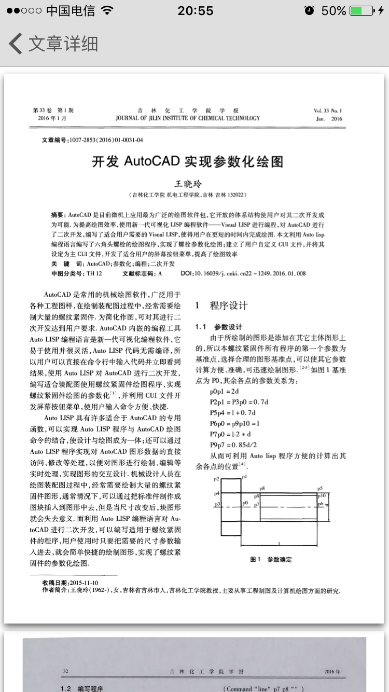 中国电信
20:55
50%
文章详细
第33卷 第1期
2016年1月
吉 林 化 工 学 院 学 报
JOURNAL OF JILIN INSTITUTE OF CHEMICAL TECHNOLOGY
Vol. 33 No. 1
Jan. 2016
文章编号:1007-2853(2016)01-0031-04
开发 AutoCAD 实现参数化绘图
王晓玲
(吉林化工学院 机电工程学院,吉林 吉林 132022)
摘要: AutoCAD 是目前微机上应用最为广泛的绘图软件包,它开放的体系结构使用户对其二次开发成
为可能. 为提高绘图效率,使用新一代可视化 LISP 编程软件——Visual LISP 进行编程,对 AutoCAD 进行
了二次开发,编写了适合用户需要的 Visual LISP,使得用户在更短的时间内完成绘图. 本文利用 Auto lisp
编程语言编写了六角头螺栓的绘图程序,实现了螺栓参数化绘图;建立了用户自定义 CUI 文件,并将其
设定为主 CUI 文件,开发了适合用户的屏幕按钮菜单,提高了绘图效率
关 键 词: AutoCAD;参数化;编程;二次开发
中图分类号: TH 12 文献标志码: A DOI:10.16039/j.cnki.cn22-1249.2016.01.008
AutoCAD 是常用的机械绘图软件,广泛用于
各种工程图样,在绘制装配图过程中,经常需要绘
制大量的螺纹紧固件. 为简化作图,可对其进行二
次开发达到用户要求. AutoCAD 内嵌的编程工具
Auto LISP 编程语言是新一代可视化编程软件,它
易于使用并很灵活,Auto LISP 代码无需编译,所
以用户可以直接在命令行中输入代码并立即看到
结果,使用 Auto LISP 对 AutoCAD 进行二次开发,
编写适合装配图使用螺纹紧固件绘图程序,实现
螺纹紧固件绘图的参数化[1],并利用 CUI 文件开
发屏幕按钮菜单,使用户输入命令方便、快捷.
Auto LISP 具有许多适合于 AutoCAD 的专用
函数,可以实现 Auto LISP 程序与 AutoCAD 绘图
命令的结合,使设计与绘图成为一体;还可以通过
Auto LISP 程序实现对 AutoCAD 图形数据的直接
访问,修改等处理,以便对图形进行绘制、编辑等
实时处理,实现图形的交互设计. 机械设计人员在
绘图装配图过程中,经常需要绘制大量的螺纹紧
固件图形,通常情况下,可以通过把标准件制作成
图块插入到图形中去,但是当尺寸改变后,块图形
就会失去意义. 而利用 Auto LISP 编程语言对 Au-
toCAD 进行二次开发,可以编写适用于螺纹紧固
件的程序,用户使用时只要把需要的尺寸参数输
入进去,就会简单快捷的绘制图形,实现了螺纹紧
固件的参数化绘图.
1 程序设计
1.1 参数设计
由于所绘制的图形是添加在其它主体图形上
的,所以本螺纹紧固件所有程序的第一个参数为
基准点,选择合理的图形基准点,可以使其它参数
计算方便、准确,可迅速绘制图形.[2-3]如图 1 基准
点为 P0,其余各点的参数关系为:
p0p1 = 2d
P2p1 = P3p0 = 0.7d
P5p4 = 1 + 0.7d
P6p0 = p9p10 = 1
P7p0 = 1-2 * d
P9p7 = 0.85d/2
从而可利用 Auto lisp 程序方便的计算出其
余各点的位置[4].
图 1 参数确定
收稿日期:2015-11-10
作者简介:王晓玲(1962-),女,吉林省吉林市人,吉林化工学院教授,主要从事工程制图及计算机绘图方面的研究.
32
吉 林 化 工 学 院 学 报
2016 年
1.2 编写程序
(Command "line" p7 p8 "")